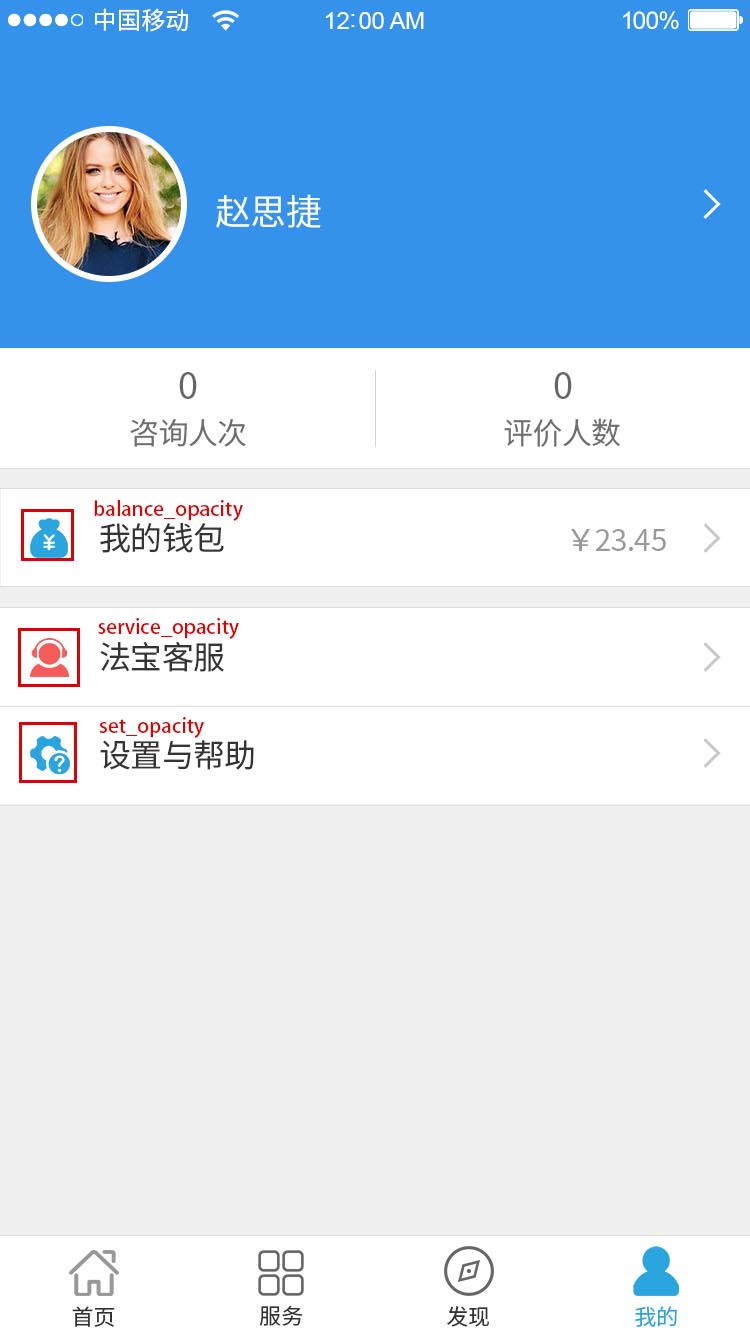 中国移动 12:00 AM 100%
赵思捷
0 0
咨询人次 评价人数
balance_opacity
¥ 我的钱包 ￥23.45
service_opacity
法宝客服
set_opacity
? 设置与帮助
首页 服务 发现 我的